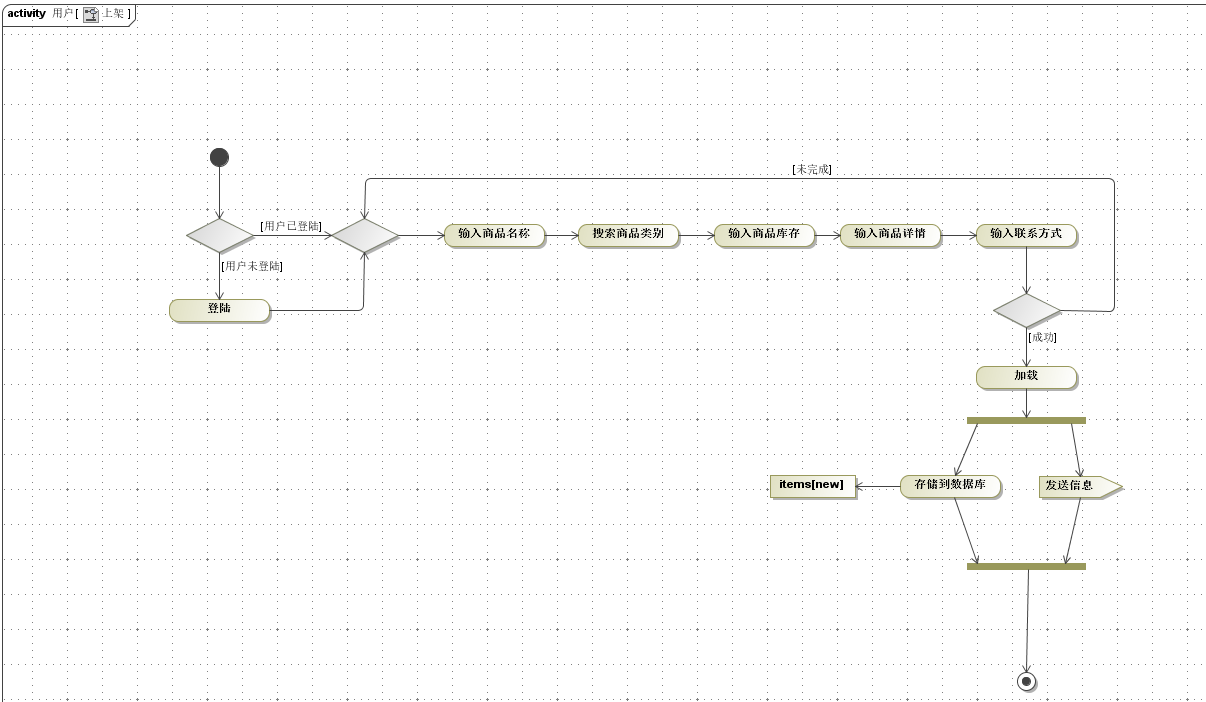 activity 用户[ 上架 ]
[未完成]
[用户已登陆]
输入商品名称
搜索商品类别
输入商品库存
输入商品详情
输入联系方式
[用户未登陆]
登陆
[成功]
加载
items[new]
存储到数据库
发送信息